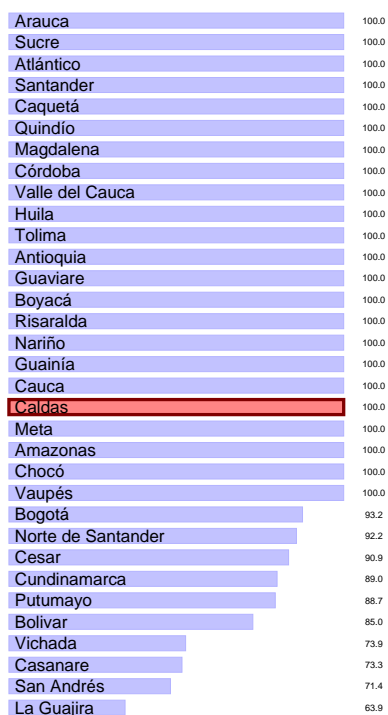 Arauca 100.0
Sucre 100.0
Atlántico 100.0
Santander 100.0
Caquetá 100.0
Quindío 100.0
Magdalena 100.0
Córdoba 100.0
Valle del Cauca 100.0
Huila 100.0
Tolima 100.0
Antioquia 100.0
Guaviare 100.0
Boyacá 100.0
Risaralda 100.0
Nariño 100.0
Guainía 100.0
Cauca 100.0
Caldas 100.0
Meta 100.0
Amazonas 100.0
Chocó 100.0
Vaupés 100.0
Bogotá 93.2
Norte de Santander 92.2
Cesar 90.9
Cundinamarca 89.0
Putumayo 88.7
Bolivar 85.0
Vichada 73.9
Casanare 73.3
San Andrés 71.4
La Guajira 63.9